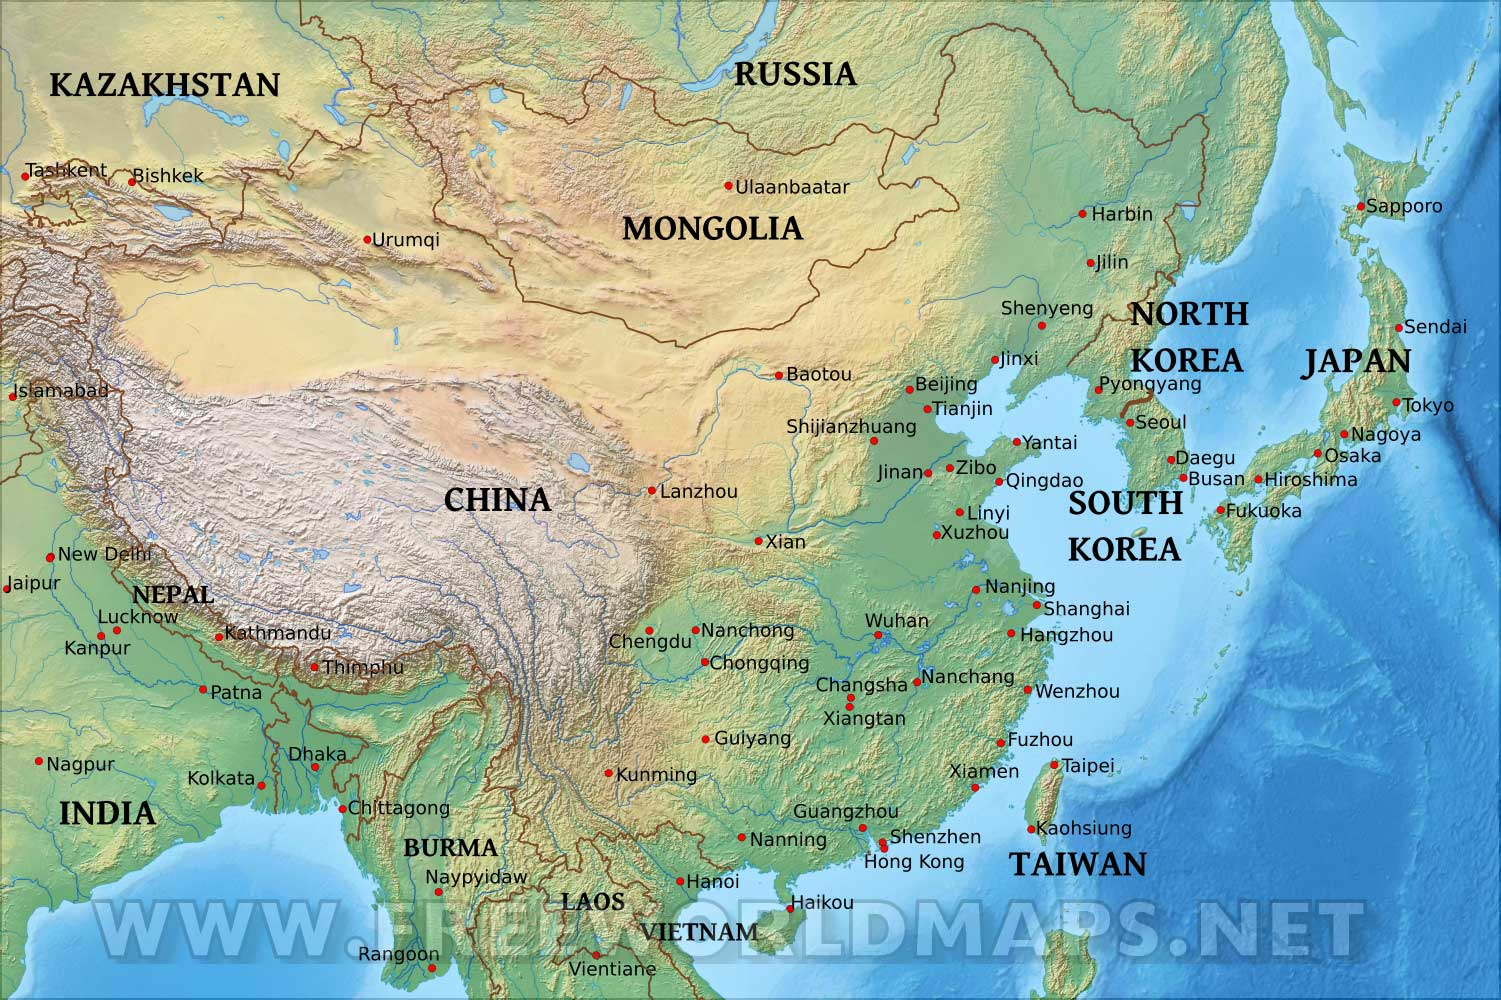 RUSSIA
KAZAKHSTAN
Tashkent
Bishkek
Ulaanbaatar
MONGOLIA
Harbin
Sapporo
Urumqi
Jilin
Shenyeng
NORTH
KOREA
Sendai
Jinxi
JAPAN
Baotou
Beijing
Pyongyang
Islamabad
Tianjin
Tokyo
Shijianzhuang
Seoul
Nagoya
Yantai
Osaka
Daegu
Jinan
Zibo
Busan
Hiroshima
Qingdao
Lanzhou
CHINA
SOUTH
KOREA
Linyi
Fukuoka
Xuzhou
Xian
New Delhi
Jaipur
NEPAL
Nanjing
Shanghai
Lucknow
Wuhan
Kathmandu
Kanpur
Chengdu
Nanchong
Hangzhou
Chongqing
Thimphu
Nanchang
Changsha
Patna
Wenzhou
Xiangtan
Guiyang
Fuzhou
Dhaka
Nagpur
Kolkata
Kunming
Xiamen
Taipei
INDIA
Chittagong
Guangzhou
Kaohsiung
Nanning
Shenzhen
BURMA
Hong Kong
TAIWAN
Naypyidaw
Hanoi
LAOS
Haikou
VIETNAM
WWW.FREEWORLDMAPS.NET
Rangoon
Vientiane